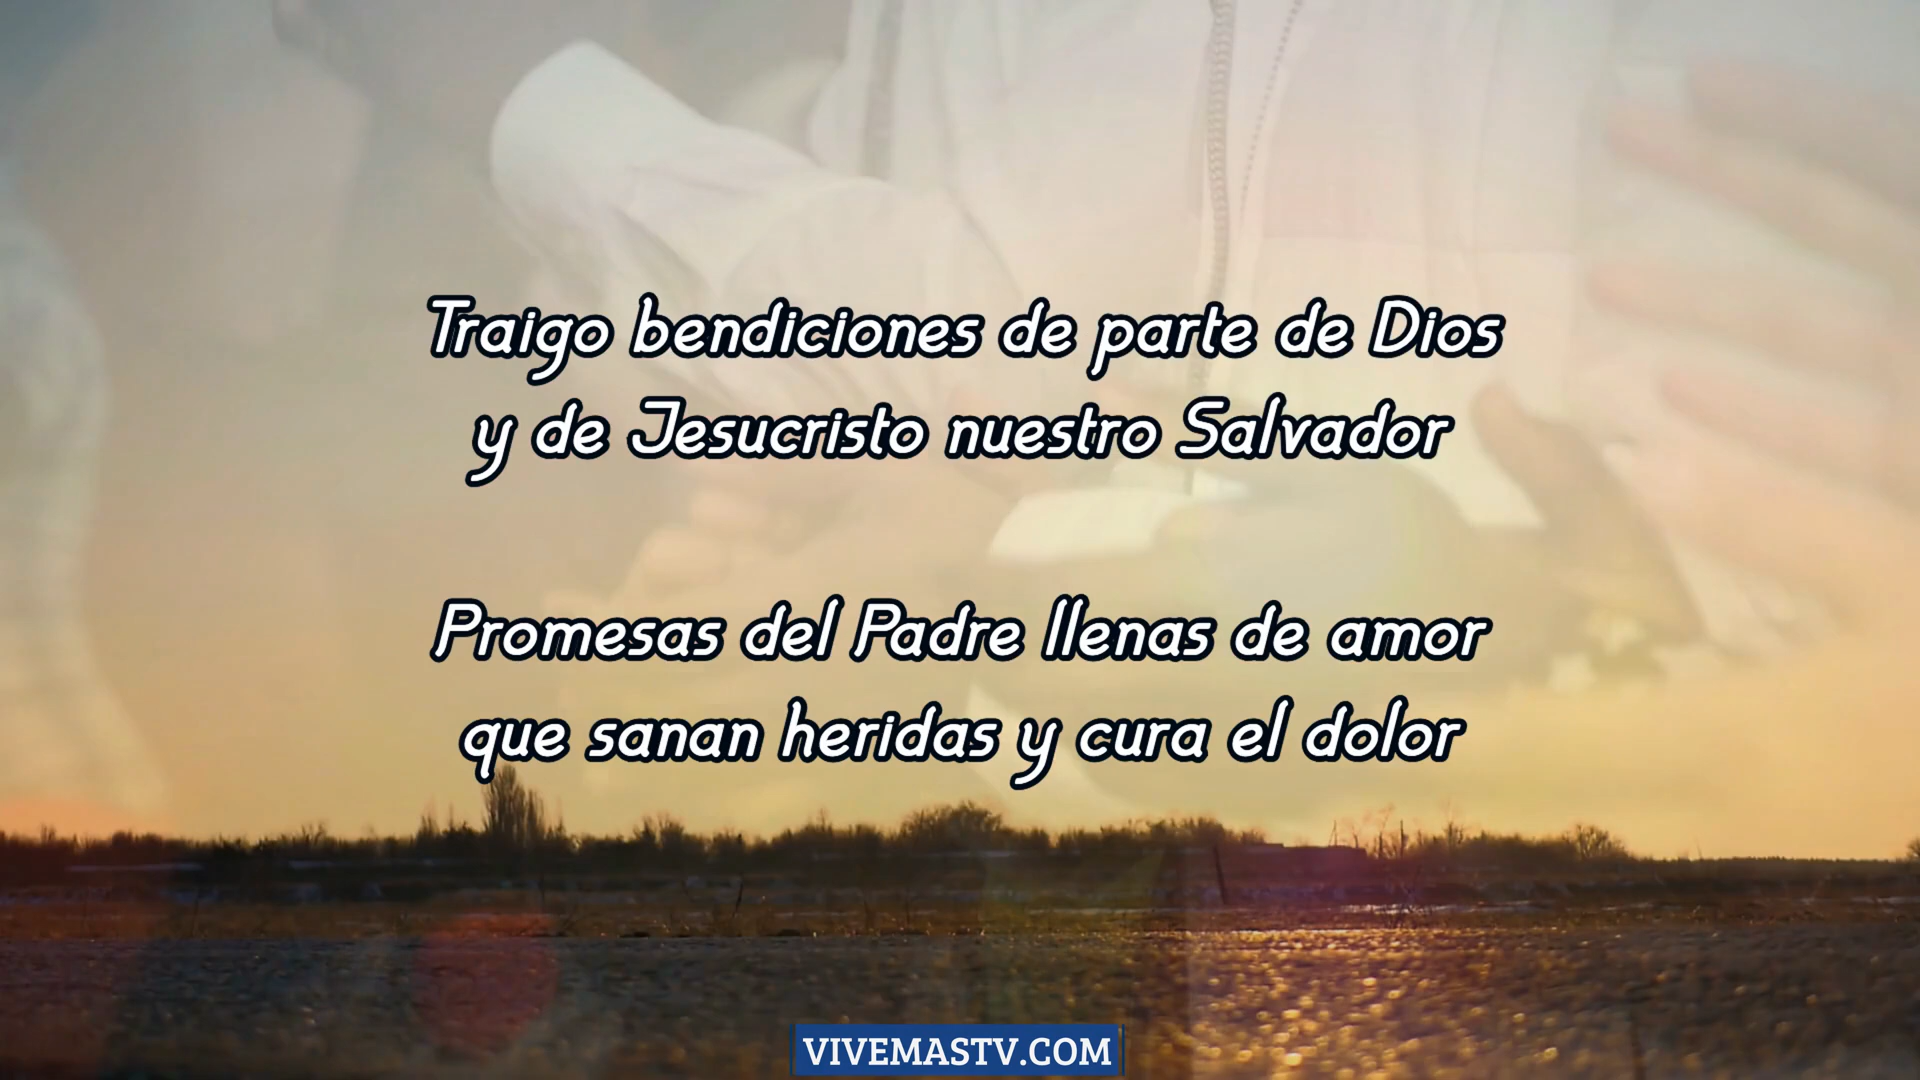 Traigo bendiciones de parte de Dios
y de Jesucristo nuestro Salvador
Promesas del Padre llenas de amor
que sanan heridas y cura el dolor
VIVEMASTV.COM